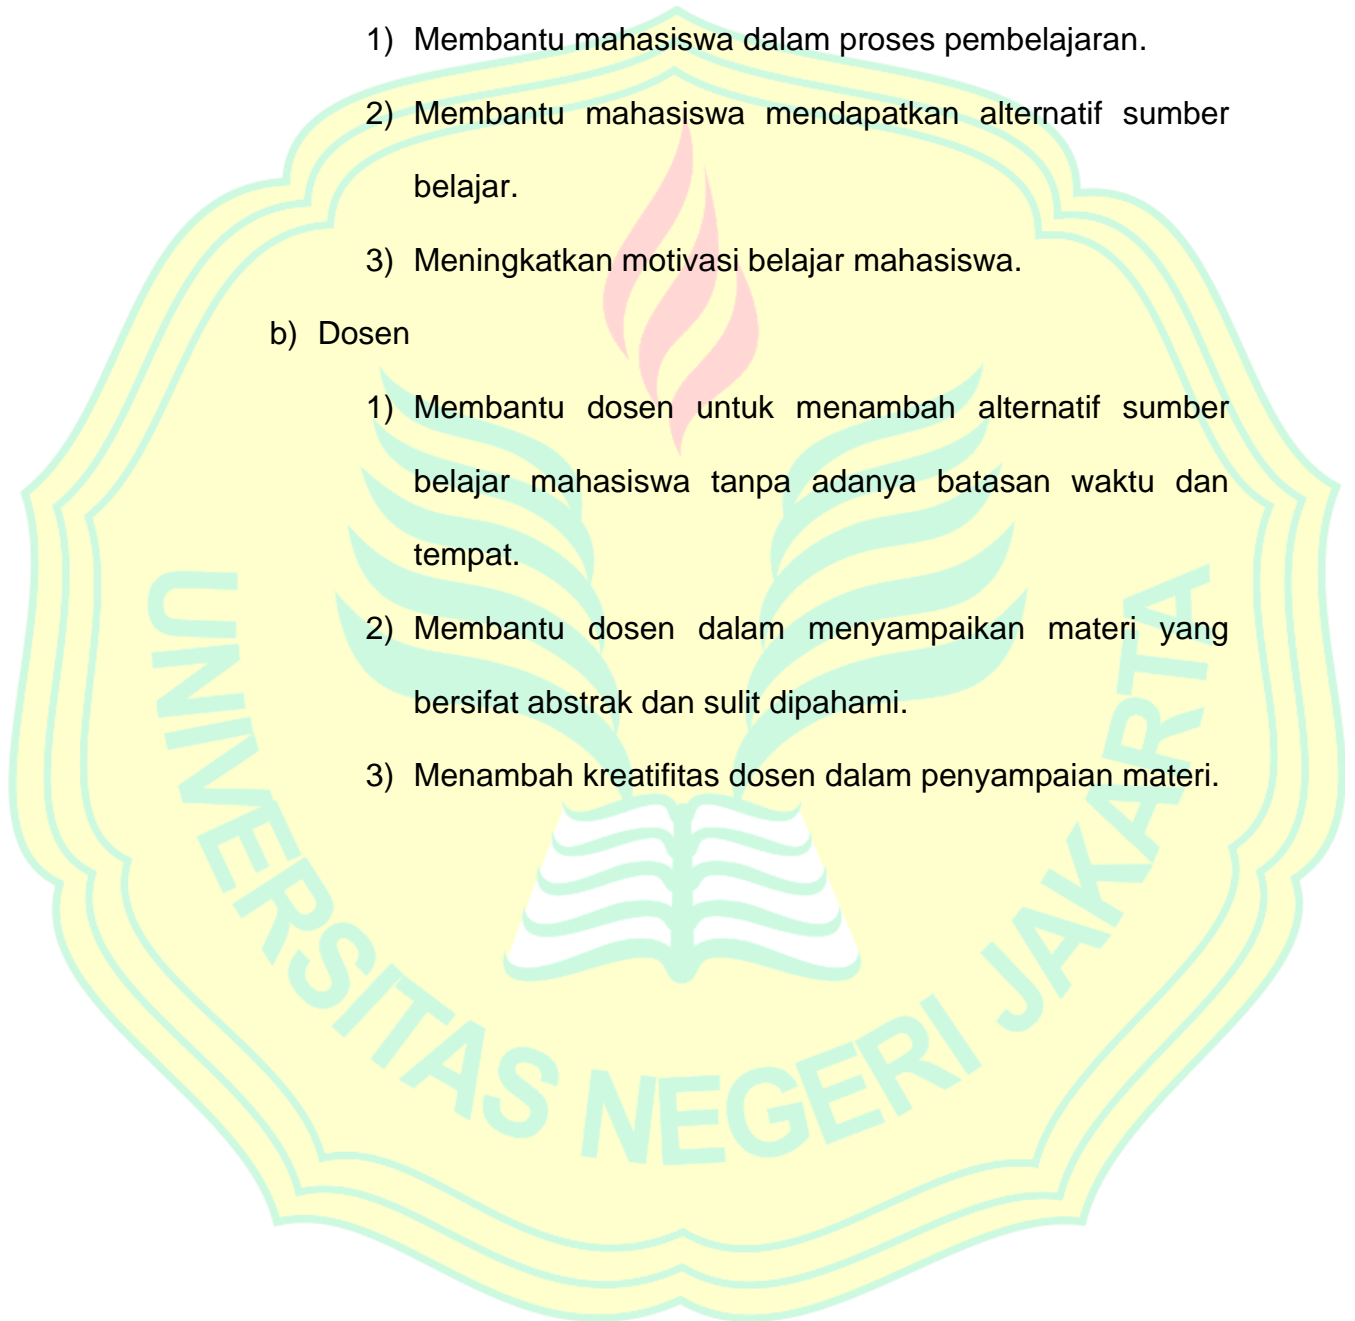 1) Membantu mahasiswa dalam proses pembelajaran.
2) Membantu mahasiswa mendapatkan alternatif sumber
belajar.
3) Meningkatkan motivasi belajar mahasiswa.
b) Dosen
1) Membantu dosen untuk menambah alternatif sumber
belajar mahasiswa tanpa adanya batasan waktu dan
tempat.
2) Membantu dosen dalam menyampaikan materi yang
bersifat abstrak dan sulit dipahami.
3) Menambah kreatifitas dosen dalam penyampaian materi.
UNIVERSITAS NEGERI JAKARTA